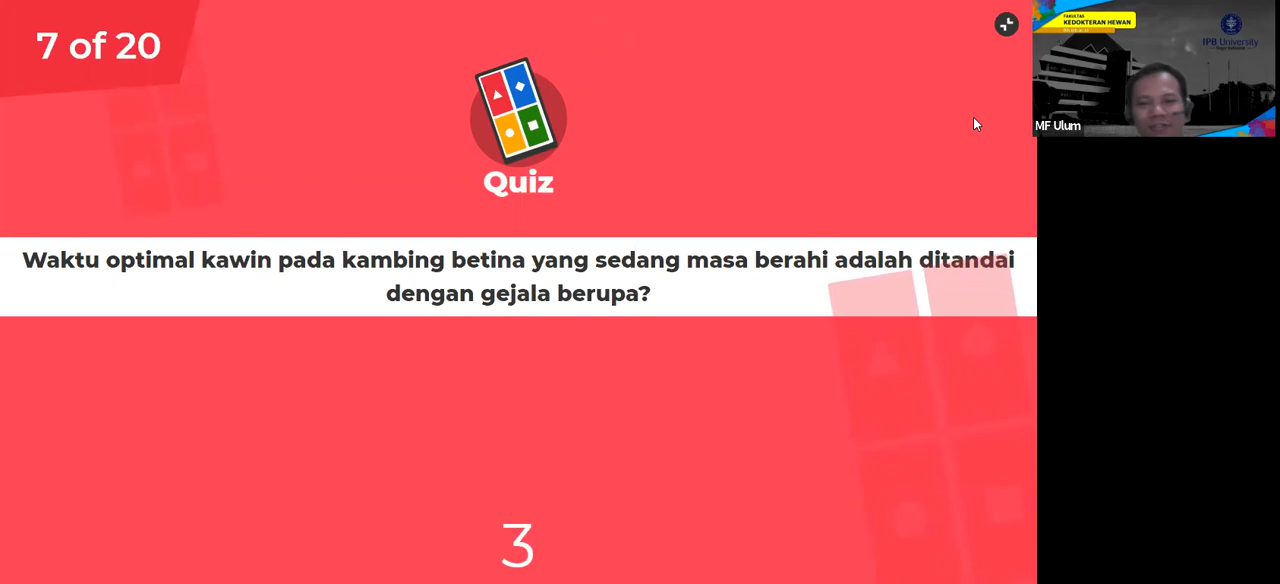 7 of 20
Quiz
Waktu optimal kawin pada kambing betina yang sedang masa berahi adalah ditandai
dengan gejala berupa?
3
FAKULTAS
KEDOKTERAN HEWAN
IPB University
MF Ulum